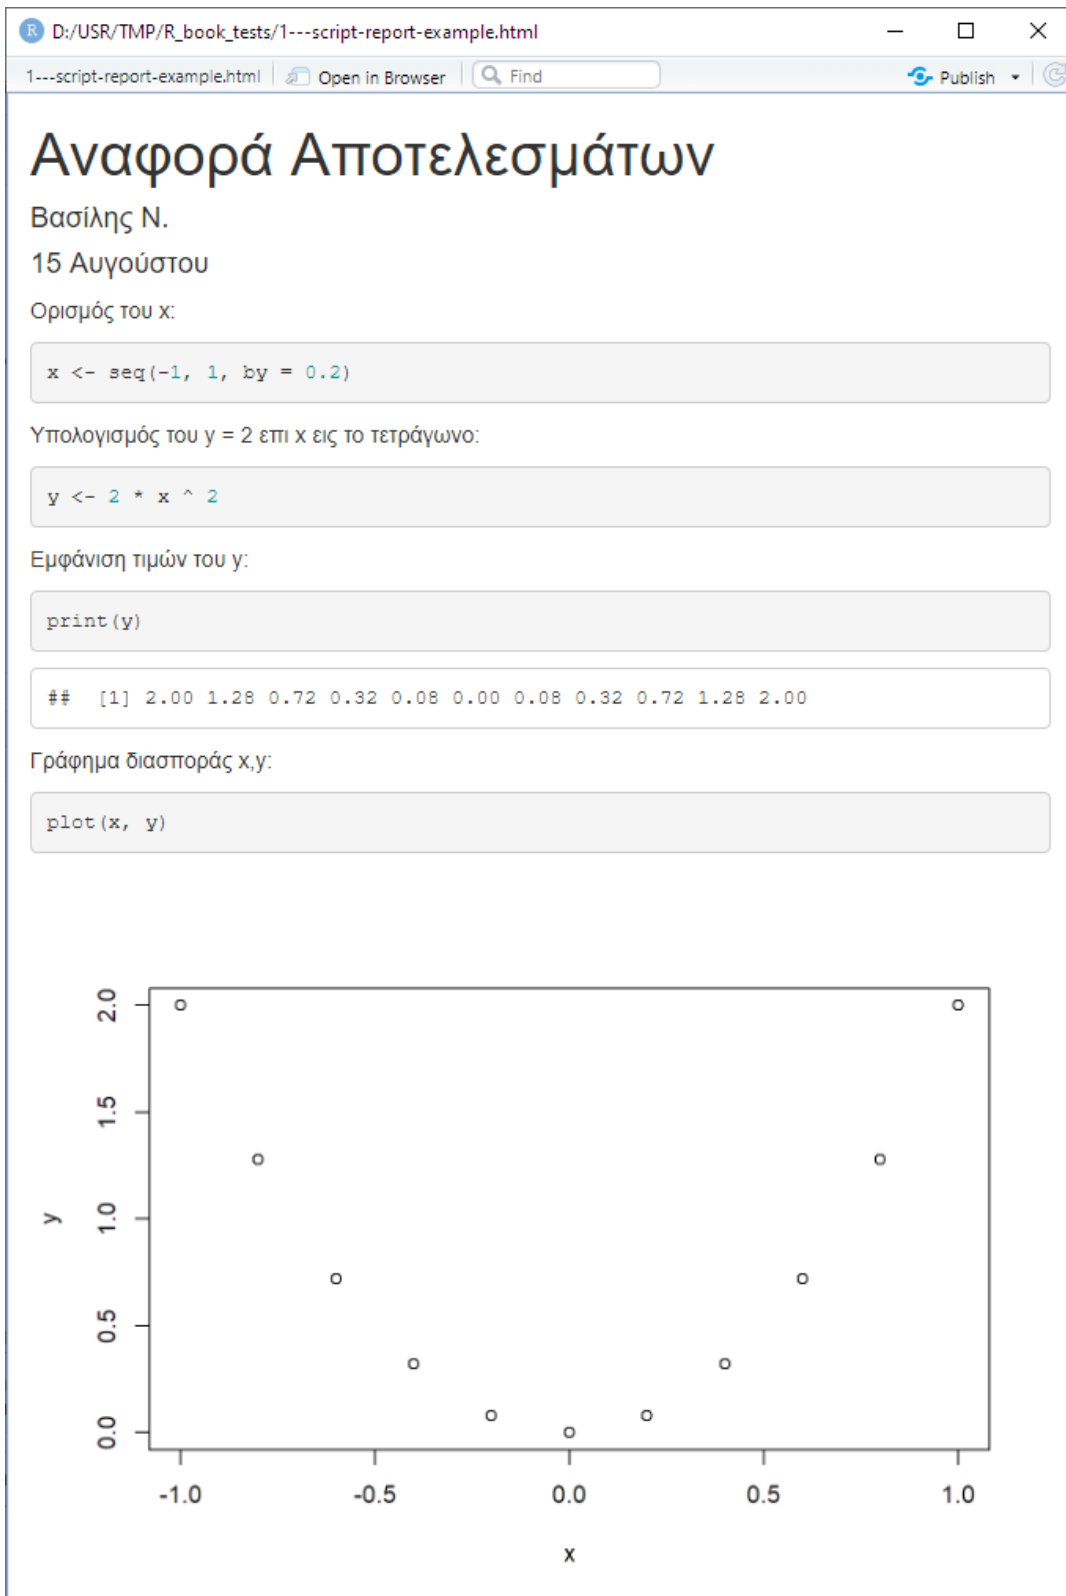 R D:/USR/TMP/R_book_tests/1---script-report-example.html
1---script-report-example.html Open in Browser Find Publish
Αναφορά Αποτελεσμάτων
Βασίλης Ν.
15 Αυγούστου
Ορισμός του x:
x <- seq(-1, 1, by = 0.2)
Υπολογισμός του y = 2 επι x εις το τετράγωνο:
y <- 2 * x ^ 2
Εμφάνιση τιμών του y:
print(y)
##  [1] 2.00 1.28 0.72 0.32 0.08 0.00 0.08 0.32 0.72 1.28 2.00
Γράφημα διασποράς x,y:
plot(x, y)
2.0
1.5
1.0
0.5
0.0
y
-1.0 -0.5 0.0 0.5 1.0
x